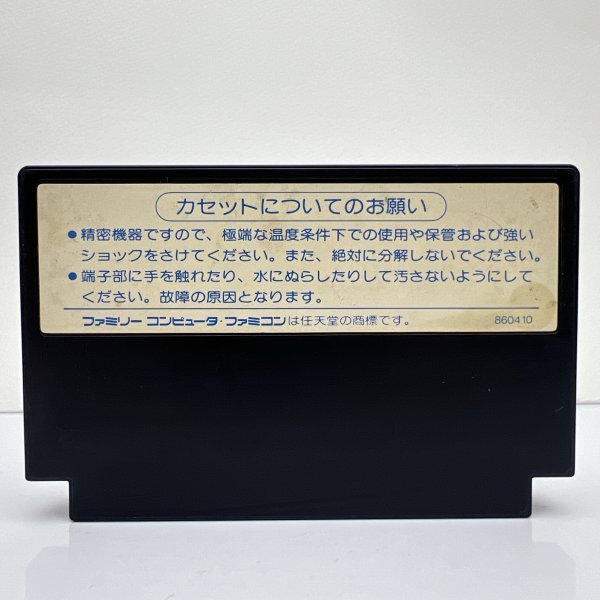 カセットについてのお願い
●精密機器ですので、極端な温度条件下での使用や保管および強い
ショックをさけてください。また、絶対に分解しないでください。
●端子部に手を触れたり、水にぬらしたりして汚さないようにして
ください。故障の原因となります。
ファミリーコンピュータ・ファミコンは任天堂の商標です。 860410